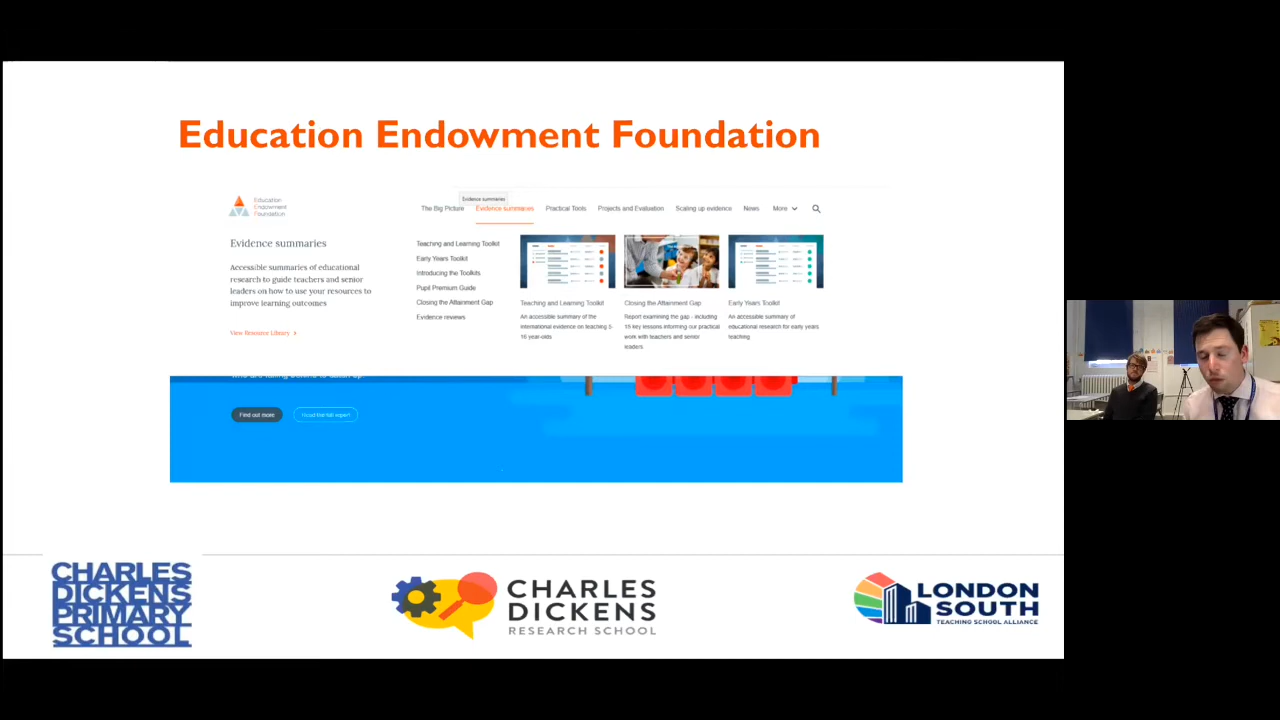 Education Endowment Foundation
Education
Endowment
Foundation
Evidence summaries
The Big Picture
Evidence summaries
Practical Tools
Projects and Evaluation
Scaling up evidence
News
More
Evidence summaries
Accessible summaries of educational
research to guide teachers and senior
leaders on how to use your resources to
improve learning outcomes
View Resource Library
Teaching and Learning Toolkit
Early Years Toolkit
Introducing the Toolkits
Pupil Premium Guide
Closing the Attainment Gap
Evidence reviews
Teaching and Learning Toolkit
An accessible summary of the
international evidence on teaching 5-
16 year-olds
Closing the Attainment Gap
Report examining the gap - including
15 key lessons informing our practical
work with teachers and senior
leaders
Early Years Toolkit
An accessible summary of
educational research for early years
teaching
Find out more
Read the full report
CHARLES
DICKENS
PRIMARY
SCHOOL
CHARLES
DICKENS
RESEARCH SCHOOL
LONDON
SOUTH
TEACHING SCHOOL ALLIANCE